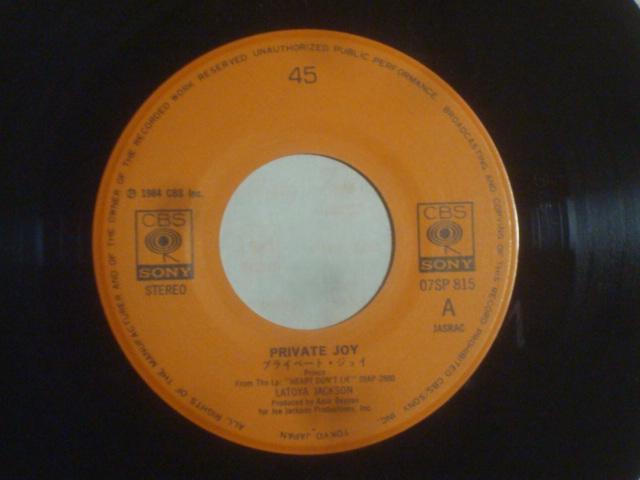 ALL RIGHTS OF THE MANUFACTURER AND OF THE OWNER OF THE RECORDED WORK RESERVED UNAUTHORIZED PUBLIC PERFORMANCE, BROADCASTING AND COPYING OF THIS RECORD PROHIBITED CBS/SONY INC.
TOKYO JAPAN
45
℗ 1984 CBS Inc.
CBS
SONY
STEREO
CBS
SONY
07SP 815
A
JASRAC
PRIVATE JOY
プライベート・ジョイ
Prince
From The Lp: "HEART DON'T LIE"
LATOYA JACKSON
Produced by Amir Bayyan
for Joe Jackson Productions, Inc.